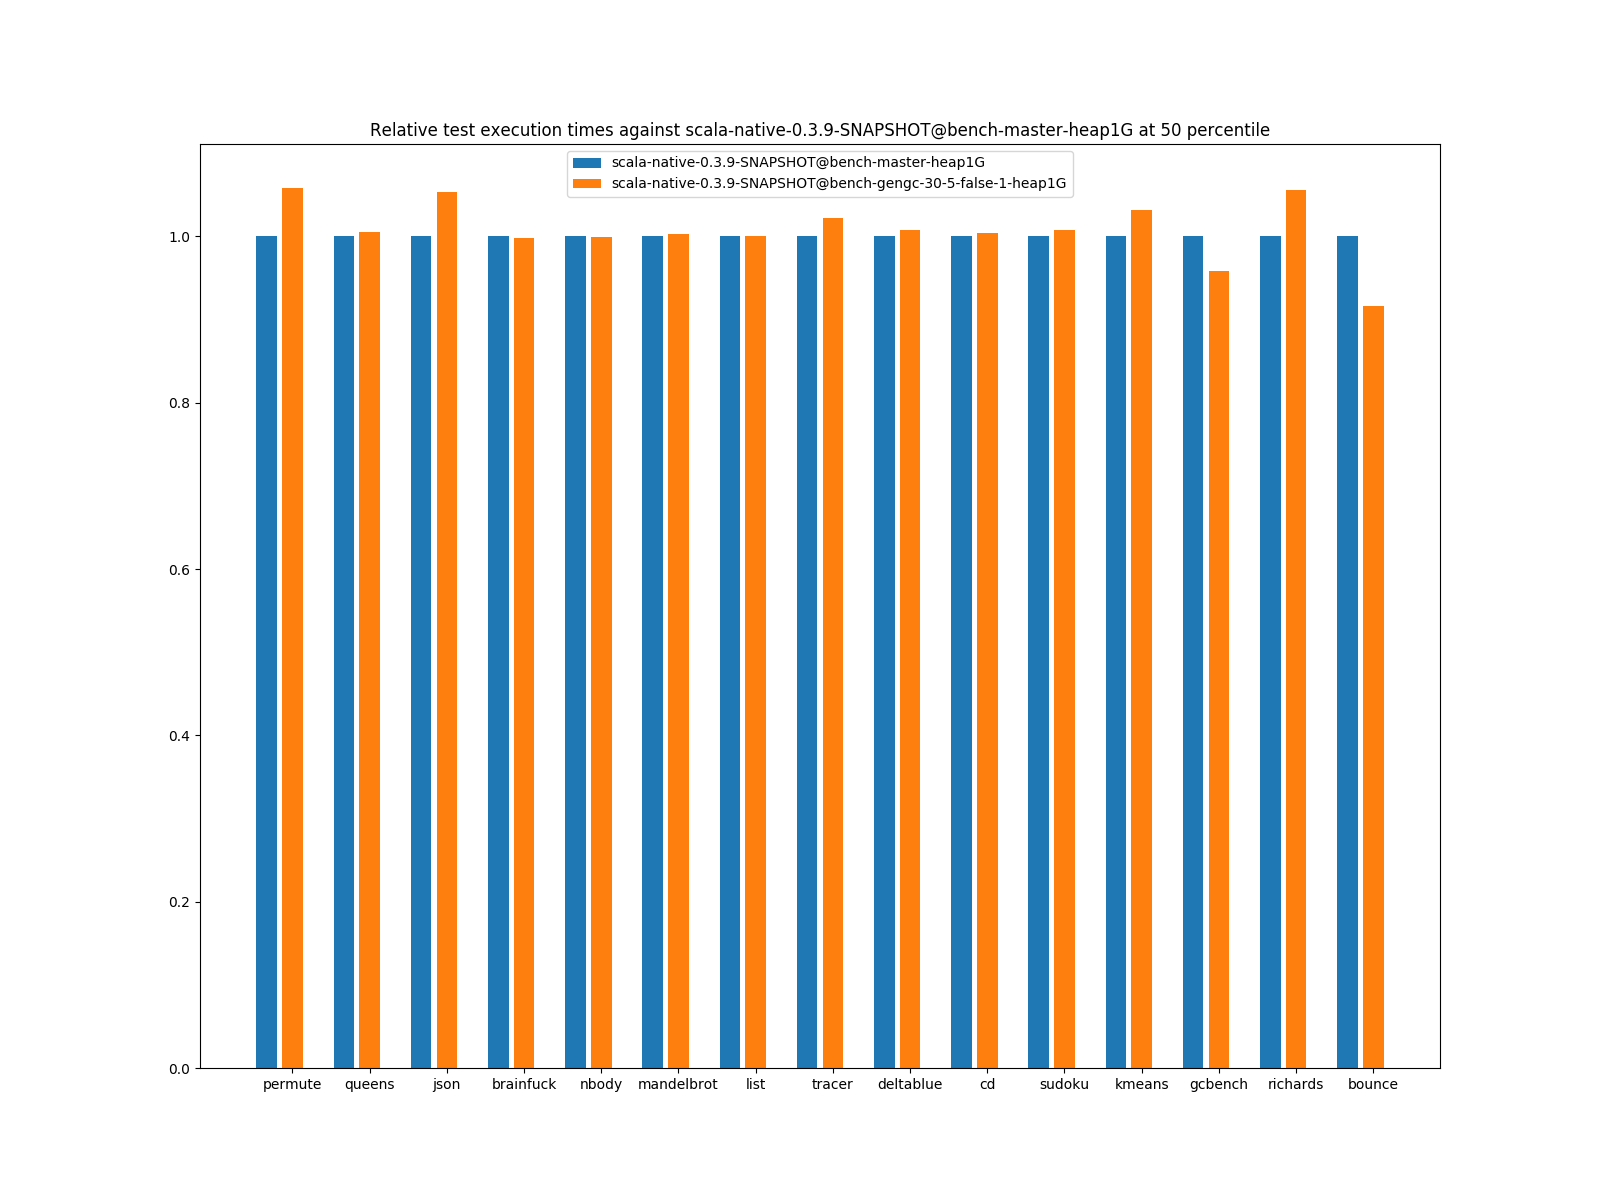 Relative test execution times against scala-native-0.3.9-SNAPSHOT@bench-master-heap1G at 50 percentile
scala-native-0.3.9-SNAPSHOT@bench-master-heap1G
scala-native-0.3.9-SNAPSHOT@bench-gengc-30-5-false-1-heap1G
1.0
0.8
0.6
0.4
0.2
0.0
permute queens json brainfuck nbody mandelbrot list tracer deltablue cd sudoku kmeans gcbench richards bounce